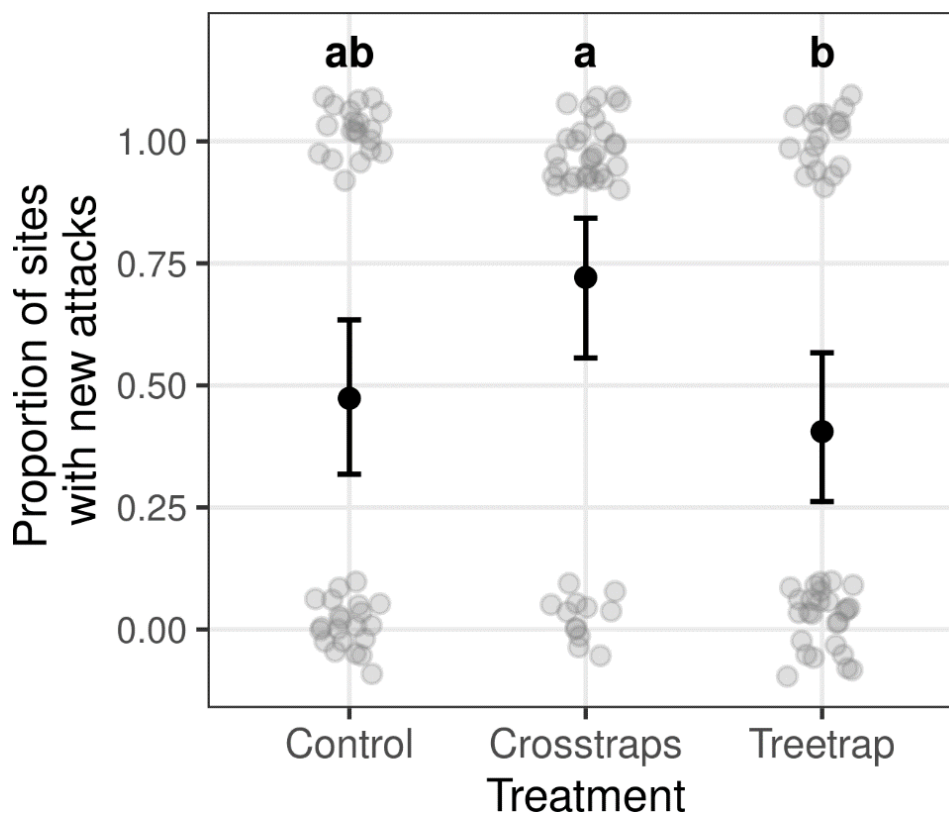 ab a b
1.00
0.75
0.50
0.25
0.00
Proportion of sites
with new attacks
Control Crosstraps Treetrap
Treatment